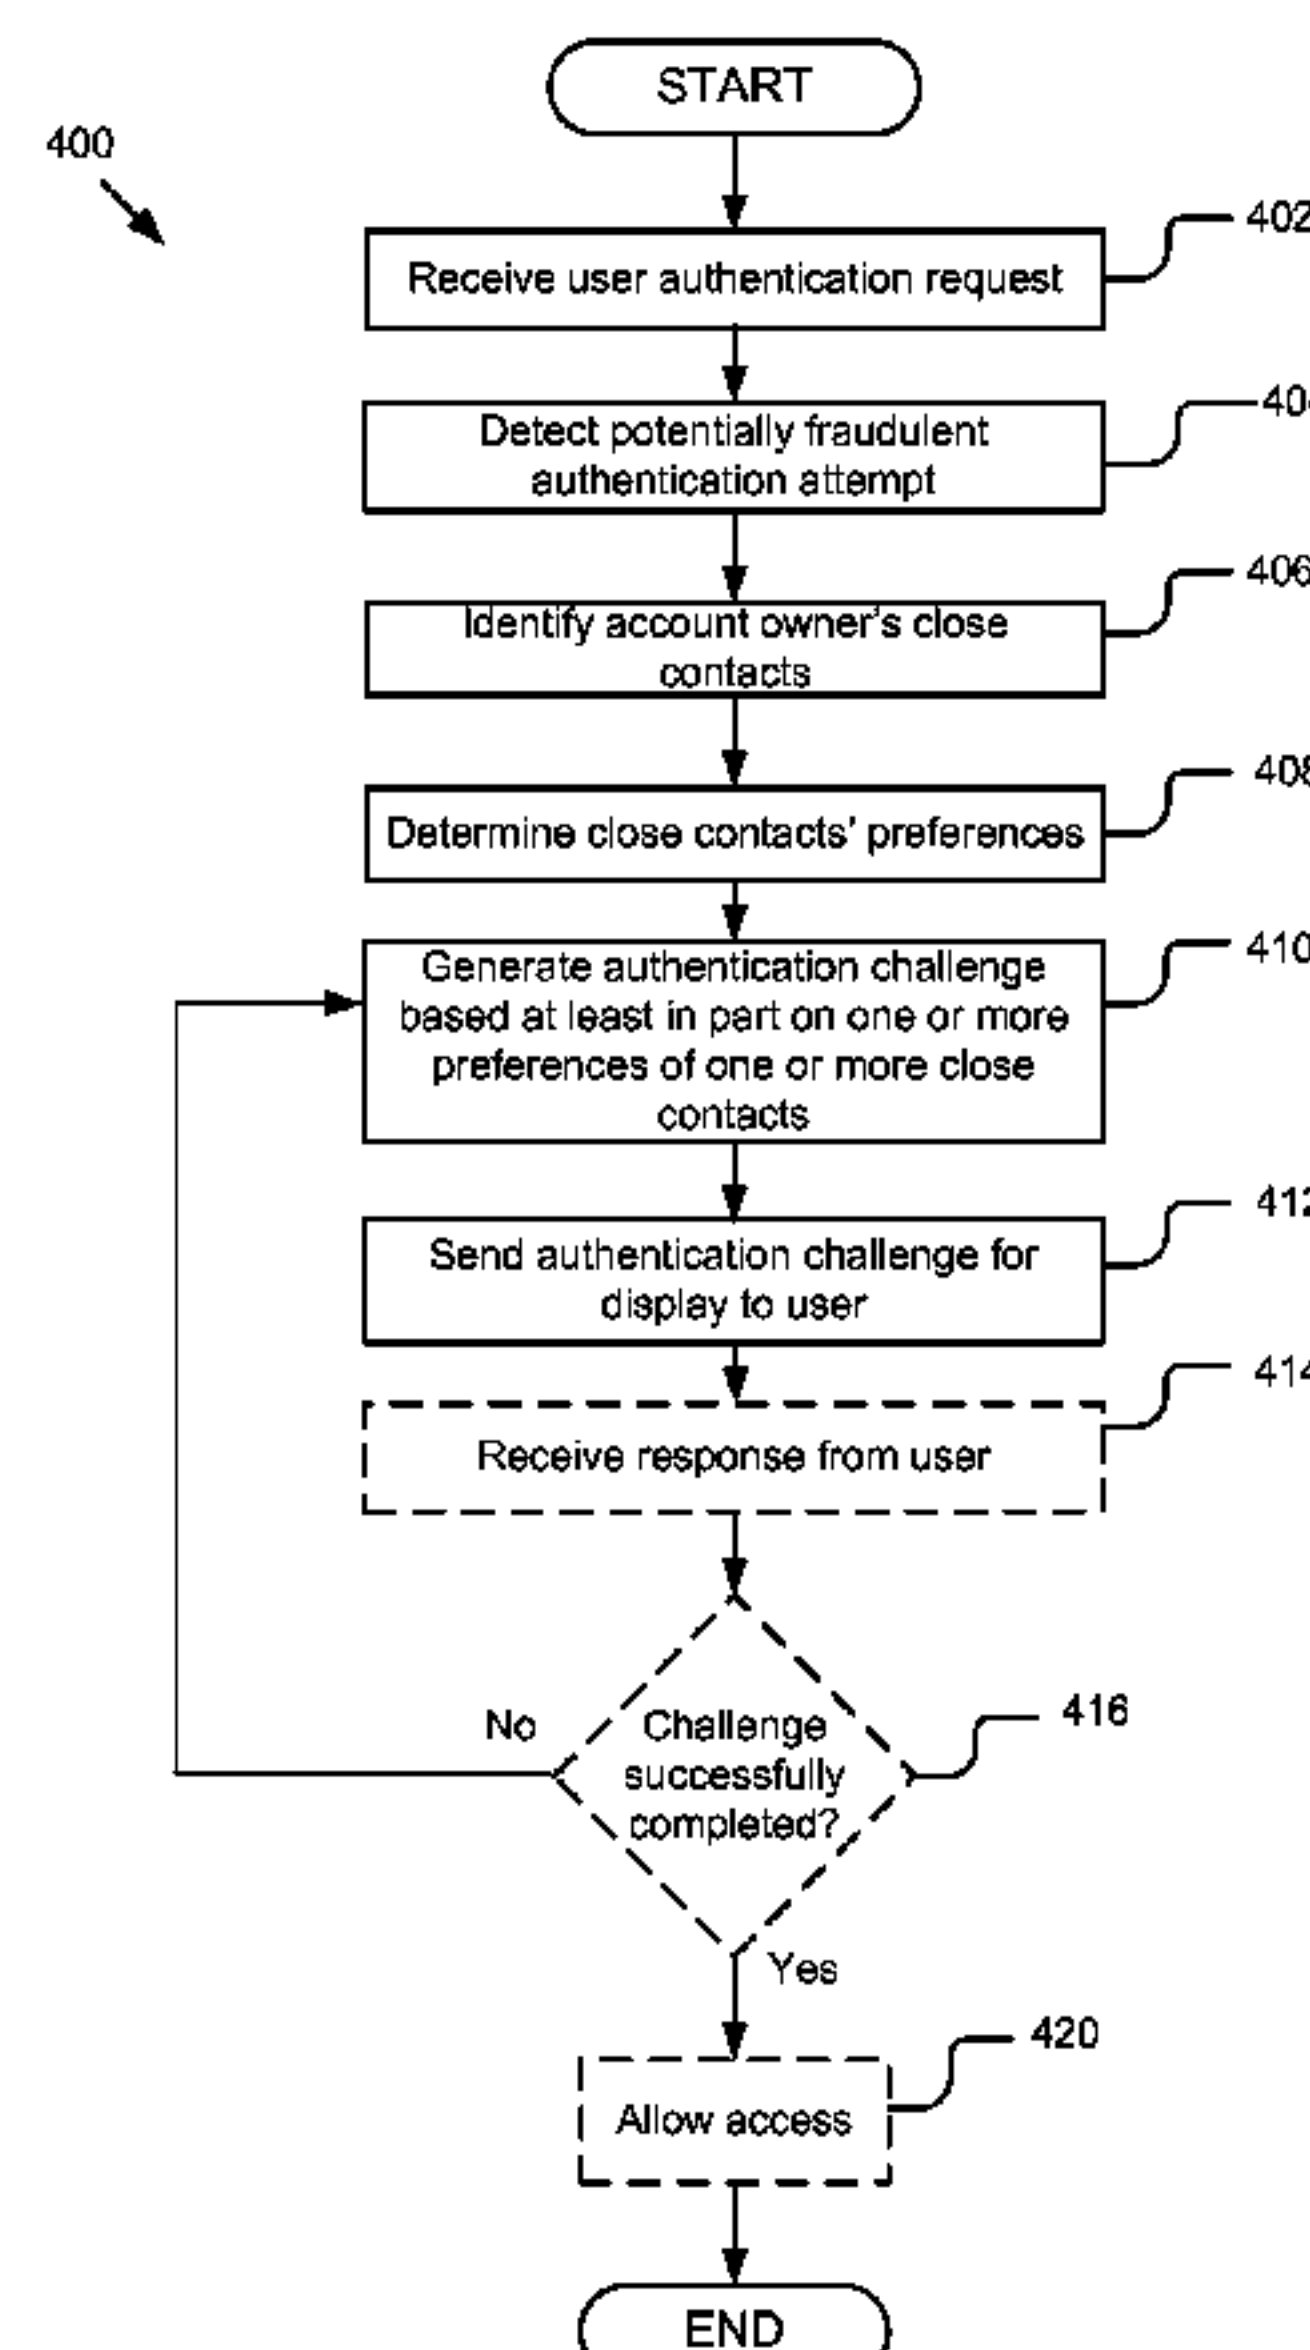 START
400
402
Receive user authentication request
Detect potentially fraudulent
authentication attempt
406
Identify account owner's close
contacts
408
Determine close contacts' preferences
410
Generate authentication challenge
based at least in part on one or more
preferences of one or more close
contacts
412
Send authentication challenge for
display to user
414
Receive response from user
No
Challenge
successfully
completed?
416
Yes
420
Allow access
END